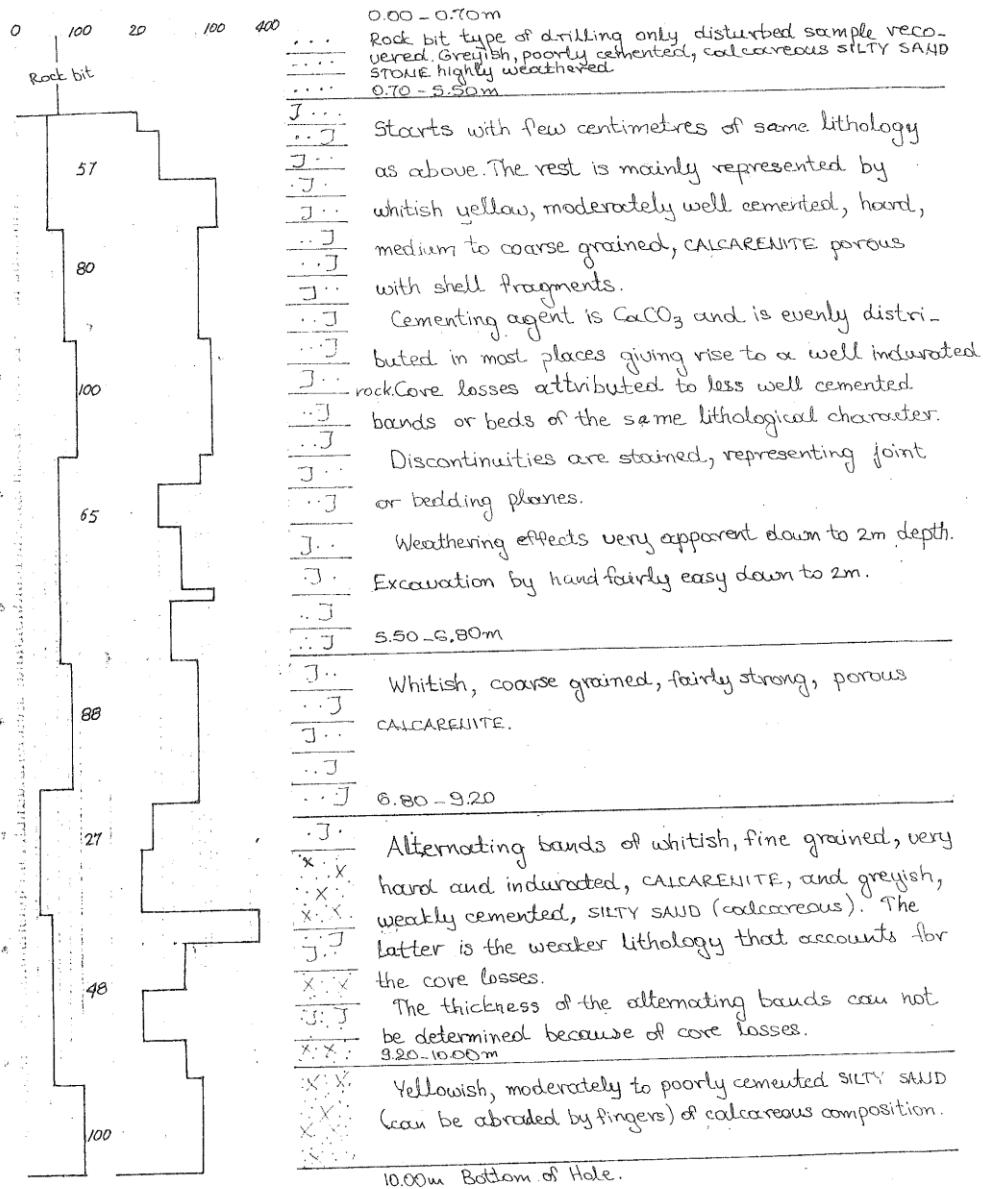 0 100 20 100 400
Rock bit
57
80
100
65
88
27
48
100
0.00 - 0.70m
Rock bit type of drilling only disturbed sample reco-
vered. Greyish, poorly cemented, calcareous SILTY SAND
STONE highly weathered
0.70 - 5.50m
Starts with few centimetres of same lithology
as above. The rest is mainly represented by
whitish yellow, moderately well cemented, hard,
medium to coarse grained, CALCARENITE porous
with shell fragments.
Cementing agent is CaCO3 and is evenly distri-
buted in most places giving rise to a well indurated
rock. Core losses attributed to less well cemented
bands or beds of the same lithological character.
Discontinuities are stained, representing joint
or bedding planes.
Weathering effects very apparent down to 2m depth.
Excavation by hand fairly easy down to 2m.
5.50 - 6.80m
Whitish, coarse grained, fairly strong, porous
CALCARENITE.
6.80 - 9.20
Alternating bands of whitish, fine grained, very
hard and indurated, CALCARENITE, and greyish,
weakly cemented, SILTY SAND (calcareous). The
latter is the weaker lithology that accounts for
the core losses.
The thickness of the alternating bands can not
be determined because of core losses.
9.20 - 10.00m
Yellowish, moderately to poorly cemented SILTY SAND
(can be abraded by fingers) of calcareous composition.
10.00m Bottom of Hole.